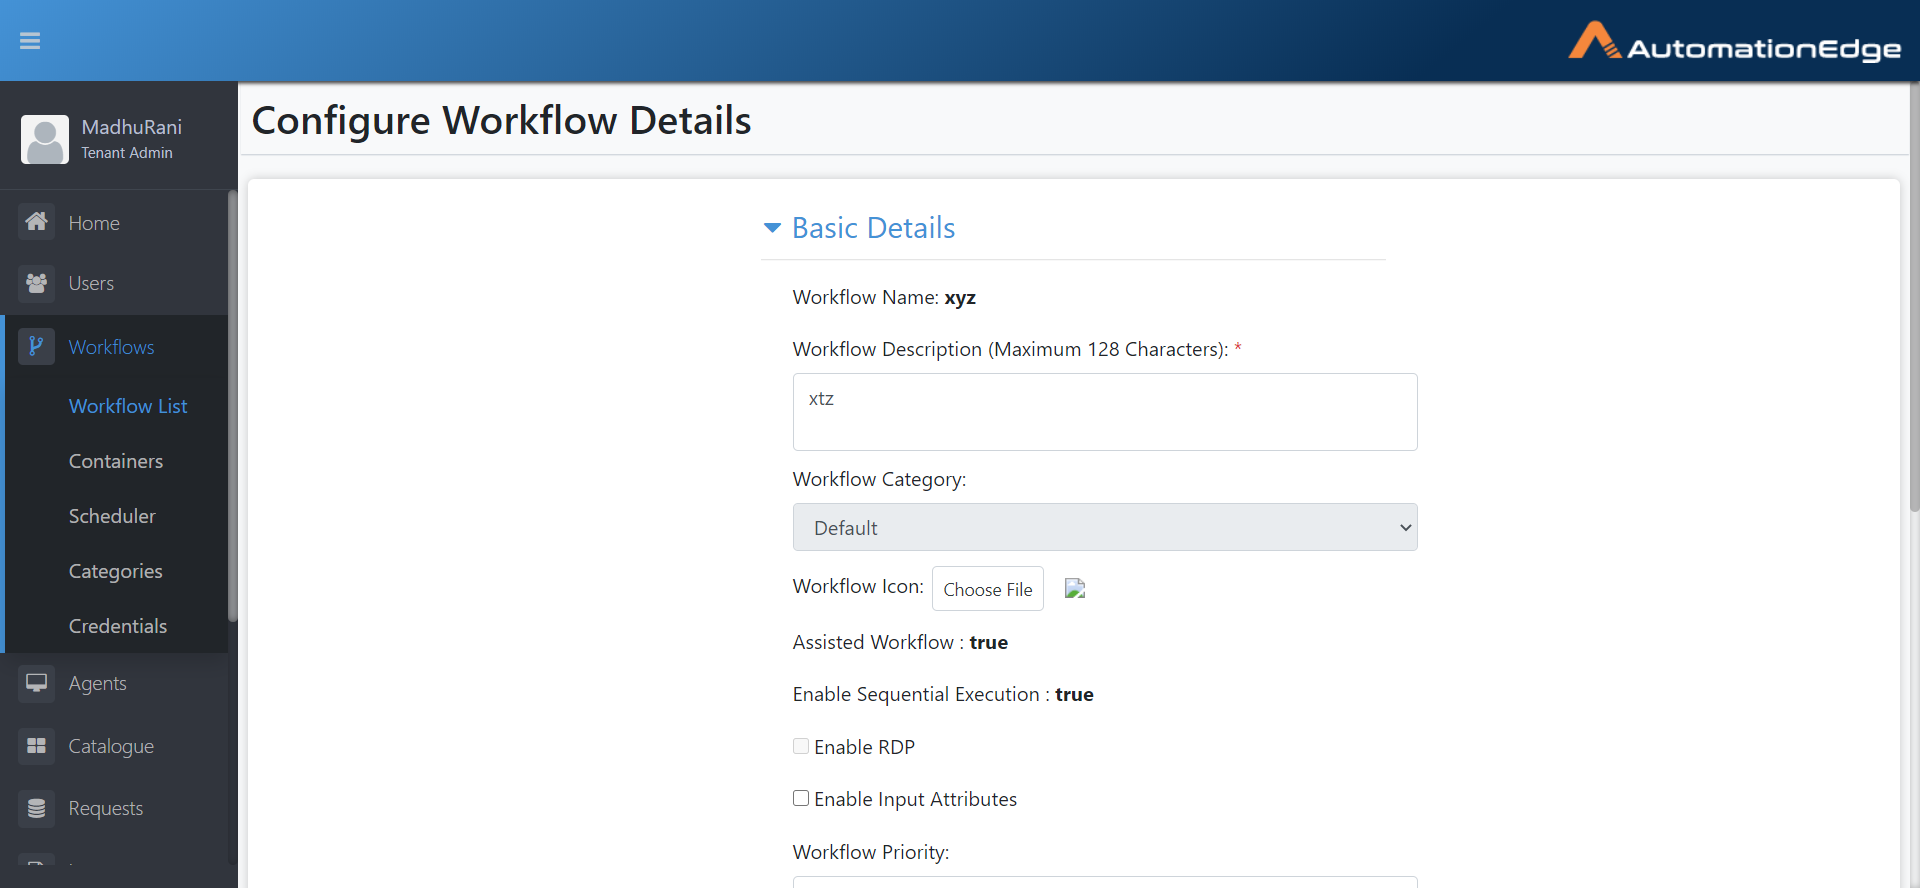 AutomationEdge
MadhuRani
Tenant Admin
Home
Users
Workflows
Workflow List
Containers
Scheduler
Categories
Credentials
Agents
Catalogue
Requests
Configure Workflow Details
Basic Details
Workflow Name: xyz
Workflow Description (Maximum 128 Characters): *
xtz
Workflow Category:
Default
Workflow Icon: Choose File
Assisted Workflow : true
Enable Sequential Execution : true
Enable RDP
Enable Input Attributes
Workflow Priority: